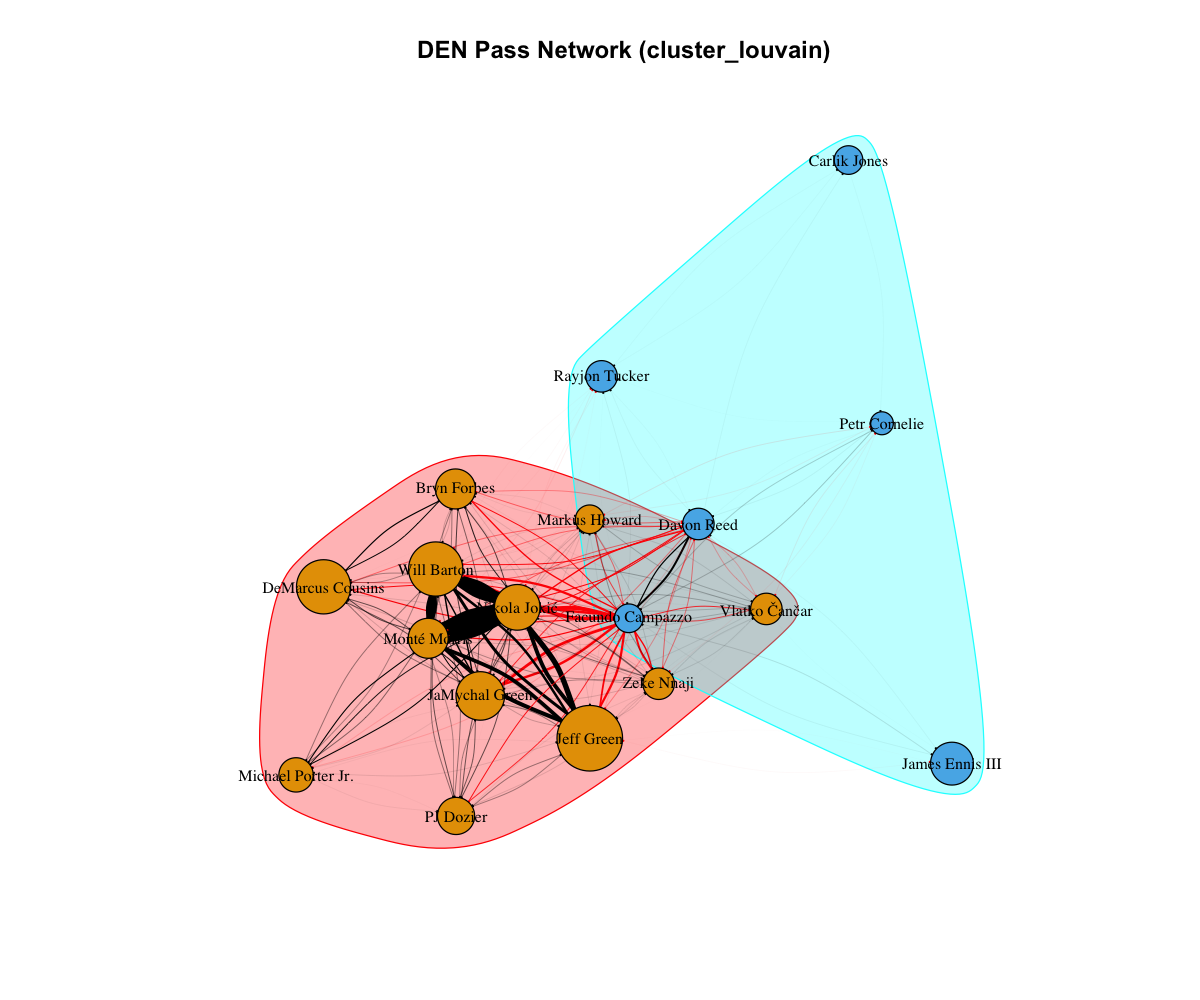 DEN Pass Network (cluster_louvain)
Carlik Jones
Rayjon Tucker
Petr Cornelie
Bryn Forbes
Markus Howard
Davon Reed
Will Barton
DeMarcus Cousins
Nikola Jokić
Vlatko Čančar
Facundo Campazzo
Monté Morris
Zeke Nnaji
JaMychal Green
Jeff Green
James Ennis III
Michael Porter Jr.
PJ Dozier